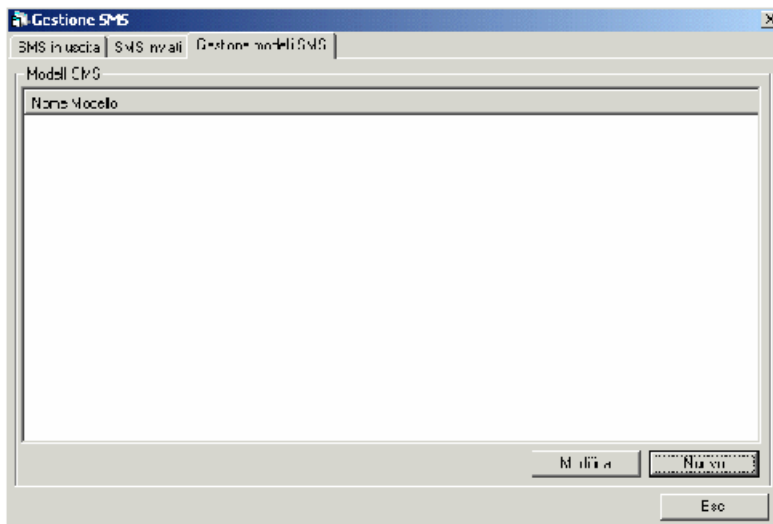 Gestione SMS
SMS in uscita SMS inviati Gestione modelli SMS
Modelli SMS
Nome Modello
Modifica Nuovo
Esc